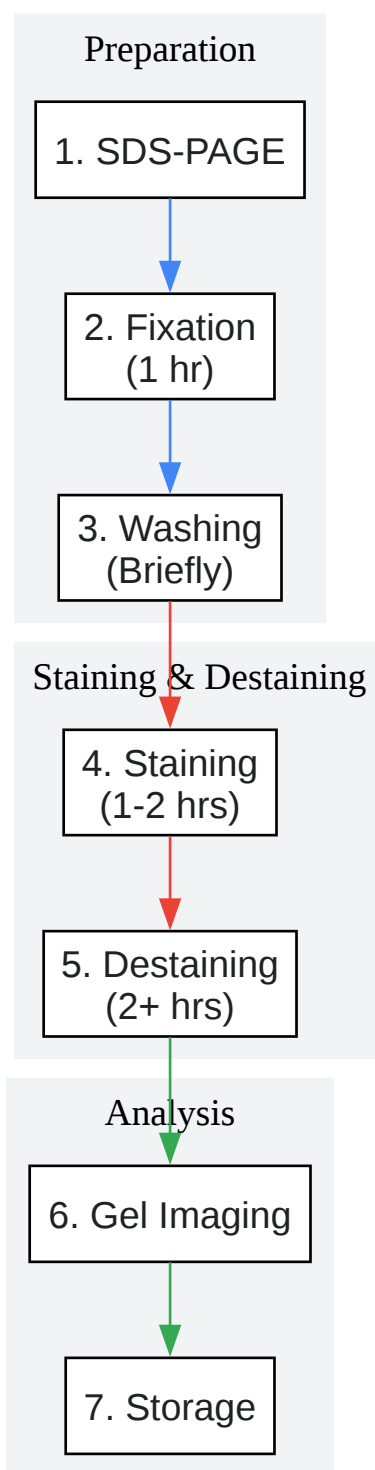 Preparation
1. SDS-PAGE
2. Fixation
(1 hr)
3. Washing
(Briefly)
Staining & Destaining
4. Staining
(1-2 hrs)
5. Destaining
(2+ hrs)
Analysis
6. Gel Imaging
7. Storage